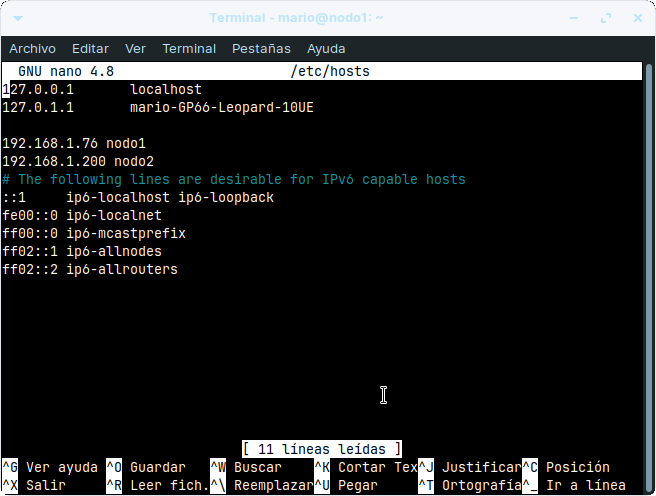 Terminal - mario@nodo1: ~
Archivo Editar Ver Terminal Pestañas Ayuda
GNU nano 4.8 /etc/hosts
127.0.0.1 localhost
127.0.1.1 mario-GP66-Leopard-10UE
192.168.1.76 nodo1
192.168.1.200 nodo2
# The following lines are desirable for IPv6 capable hosts
::1 ip6-localhost ip6-loopback
fe00::0 ip6-localnet
ff00::0 ip6-mcastprefix
ff02::1 ip6-allnodes
ff02::2 ip6-allrouters
[ 11 líneas leídas ]
^G Ver ayuda ^O Guardar ^W Buscar ^K Cortar Tex^J Justificar^C Posición
^X Salir ^R Leer fich.^\ Reemplazar^U Pegar ^T Ortografía^_ Ir a línea